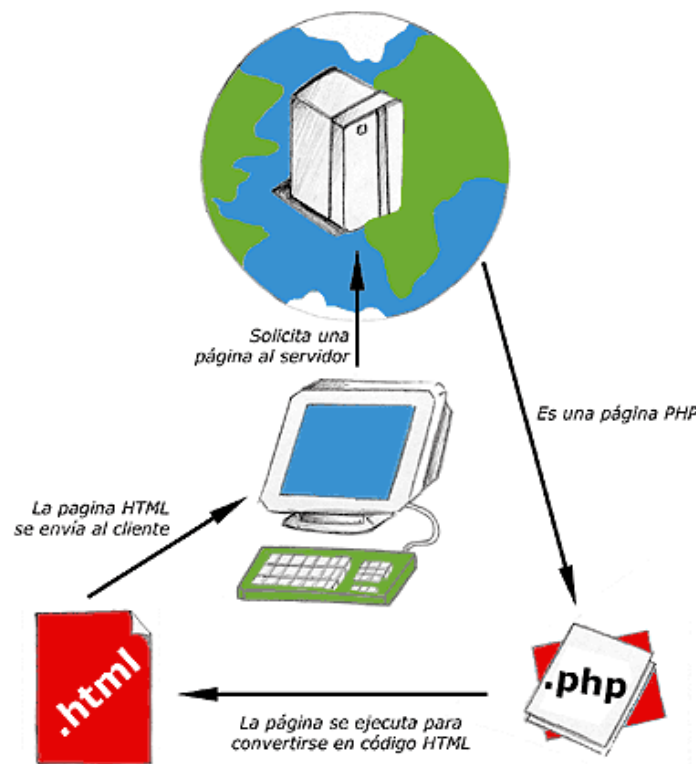 Solicita una
página al servidor
Es una página PHP
La pagina HTML
se envía al cliente
.html
.php
La página se ejecuta para
convertirse en código HTML